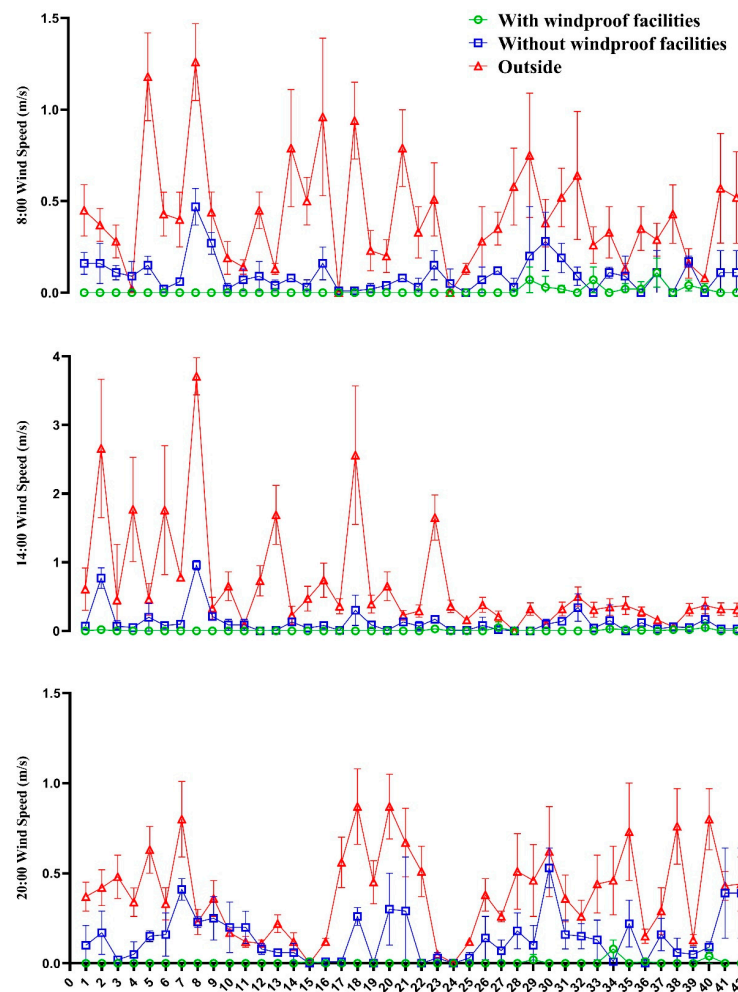 With windproof facilities
Without windproof facilities
Outside
8:00 Wind Speed (m/s)
1.5
1.0
0.5
0.0
14:00 Wind Speed (m/s)
4
3
2
1
0
20:00 Wind Speed (m/s)
1.5
1.0
0.5
0.0
0 1 2 3 4 5 6 7 8 9 10 11 12 13 14 15 16 17 18 19 20 21 22 23 24 25 26 27 28 29 30 31 32 33 34 35 36 37 38 39 40 41